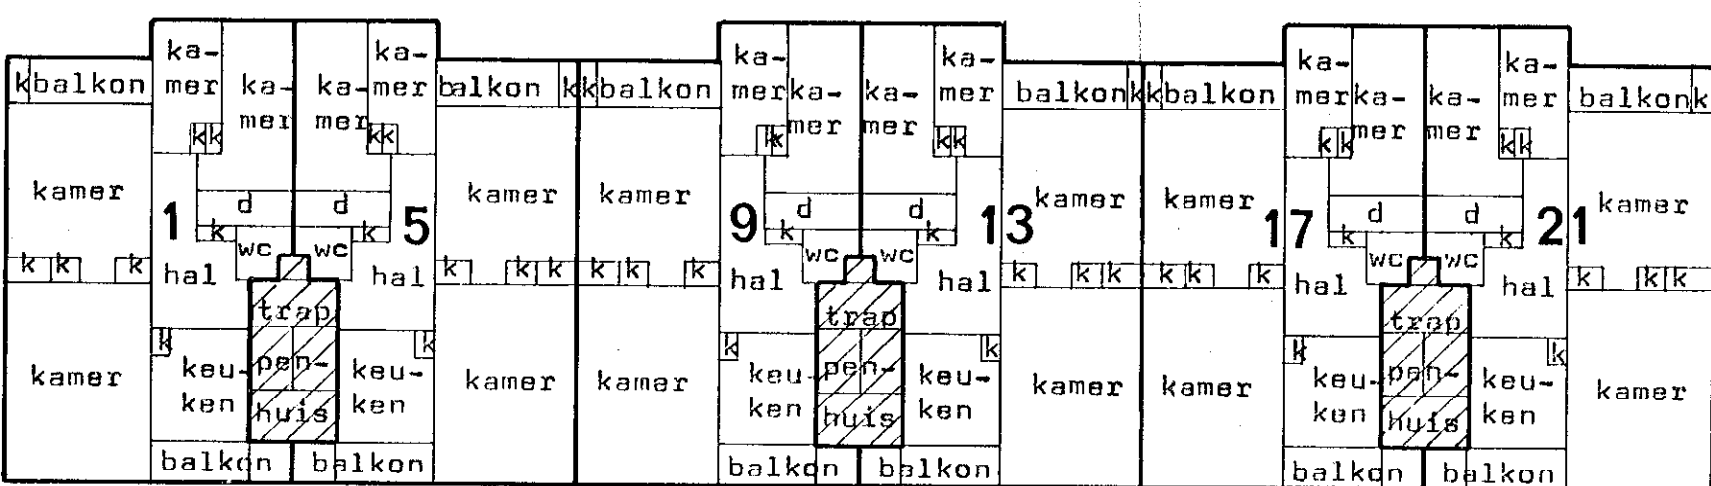 ka- ka- ka- ka- ka- ka-
k balkon mer ka- ka- mer balkon k k balkon mer ka- ka- mer balkon k k balkon mer ka- ka- mer balkon k
mer mer mer mer mer mer
k k k k k k k k k k k k
kamer kamer kamer kamer kamer kamer
1 d d 5 9 d d 13 17 d d 21
k k k k k k
wc wc wc wc wc wc
k k k hal hal k k k k k k hal hal k k k k k k hal hal k k k
trap trap trap
k k k k k k
kamer keu- pen- keu- kamer kamer keu- pen- keu- kamer kamer keu- pen- keu- kamer
ken huis ken ken huis ken ken huis ken
balkon balkon balkon balkon balkon balkon